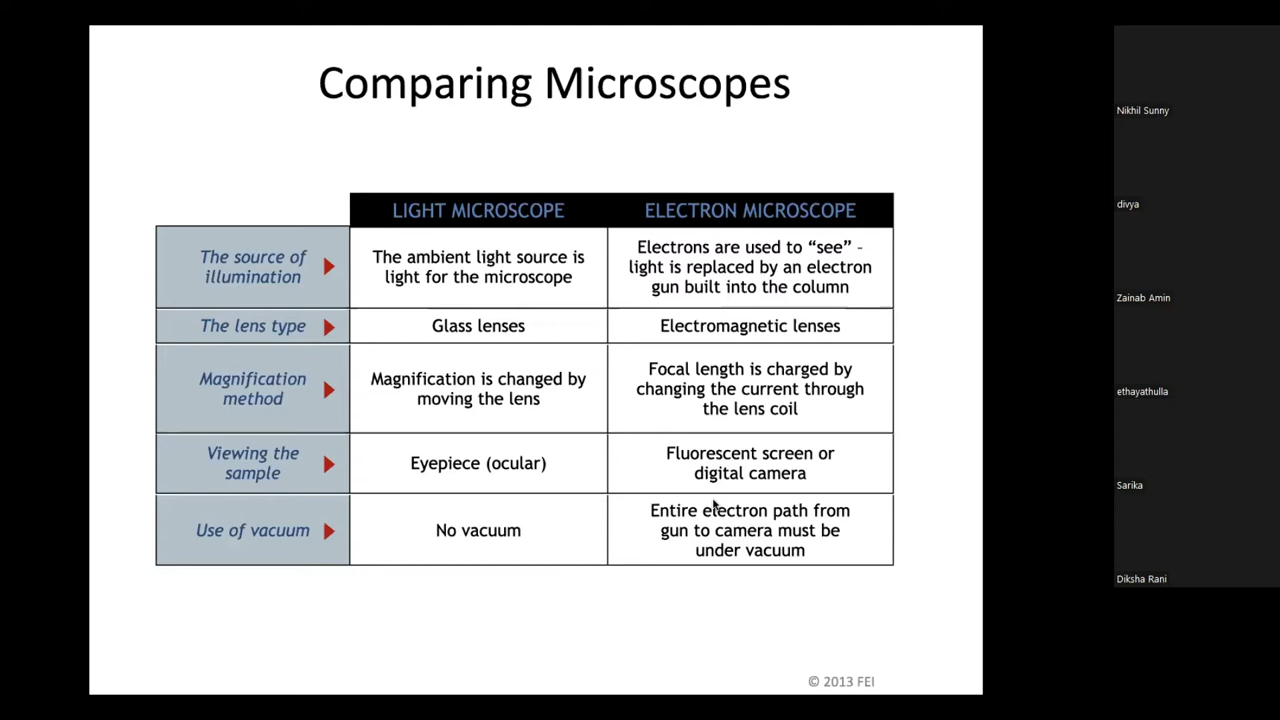 Comparing Microscopes
LIGHT MICROSCOPE
ELECTRON MICROSCOPE
The source of
illumination
The ambient light source is
light for the microscope
Electrons are used to “see” –
light is replaced by an electron
gun built into the column
The lens type
Glass lenses
Electromagnetic lenses
Magnification
method
Magnification is changed by
moving the lens
Focal length is charged by
changing the current through
the lens coil
Viewing the
sample
Eyepiece (ocular)
Fluorescent screen or
digital camera
Use of vacuum
No vacuum
Entire electron path from
gun to camera must be
under vacuum
© 2013 FEI
Nikhil Sunny
divya
Zainab Amin
ethayathulla
Sarika
Diksha Rani